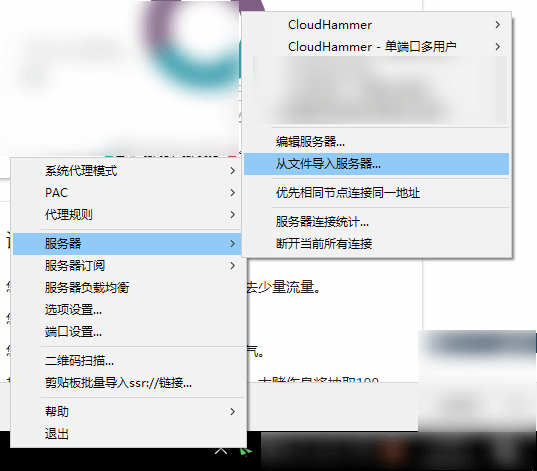 CloudHammer
CloudHammer - 单端口多用户
编辑服务器...
从文件导入服务器...
优先相同节点连接同一地址
服务器连接统计...
断开当前所有连接
系统代理模式
PAC
代理规则
服务器
服务器订阅
服务器负载均衡
选项设置...
端口设置...
二维码扫描...
剪贴板批量导入ssr://链接...
帮助
退出
去少量流量。
气。